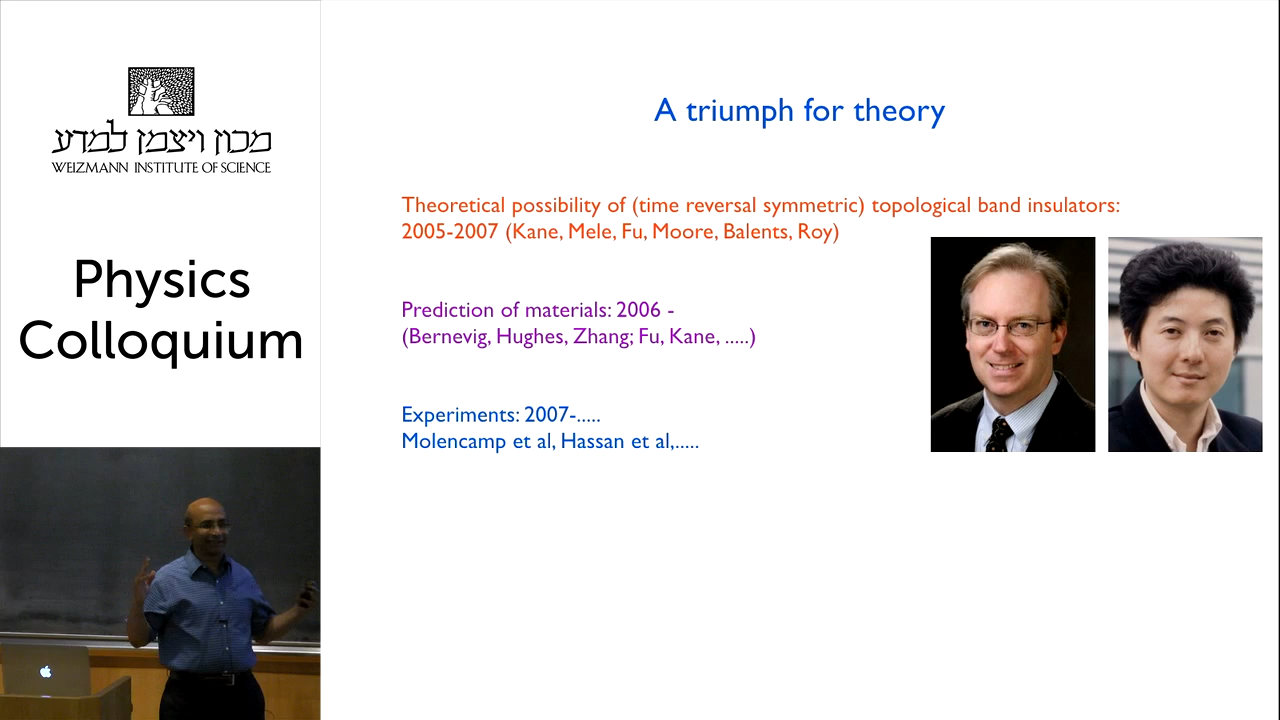 מכון ויצמן למדע
WEIZMANN INSTITUTE OF SCIENCE
Physics
Colloquium
A triumph for theory
Theoretical possibility of (time reversal symmetric) topological band insulators:
2005-2007 (Kane, Mele, Fu, Moore, Balents, Roy)
Prediction of materials: 2006 -
(Bernevig, Hughes, Zhang; Fu, Kane, .....)
Experiments: 2007-.....
Molencamp et al, Hassan et al,.....